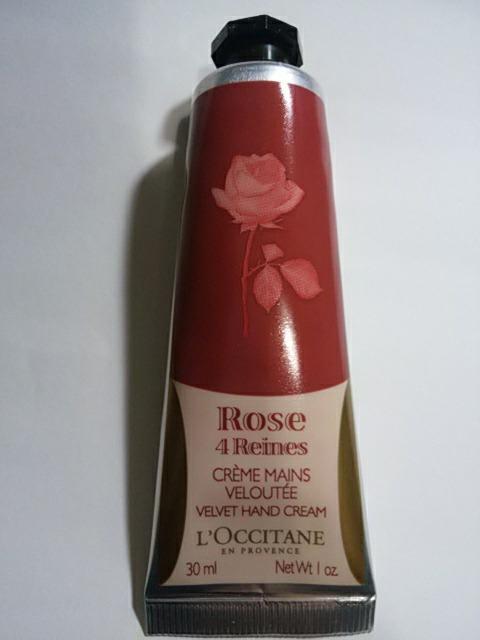 Rose
4 Reines
CRÈME MAINS
VELOUTÉE
VELVET HAND CREAM
L'OCCITANE
EN PROVENCE
30 ml Net Wt 1 oz.